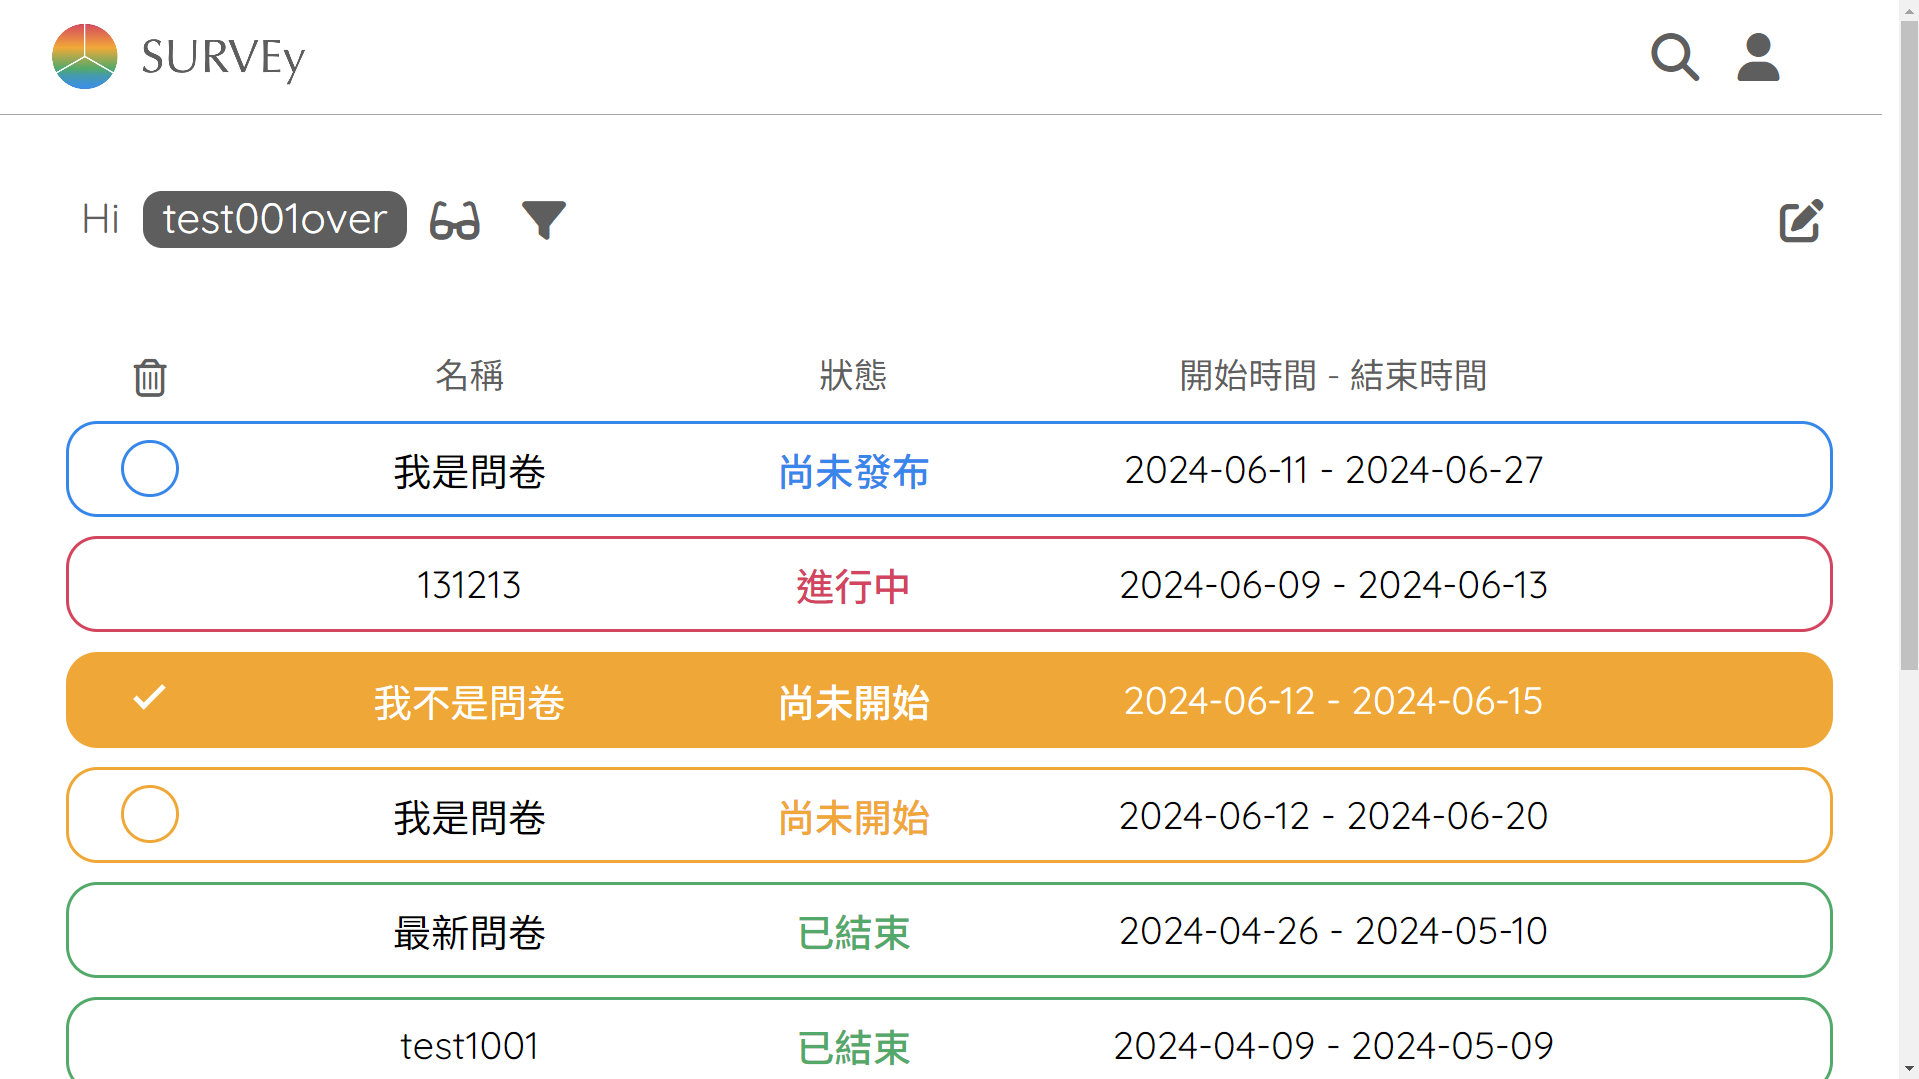 SURVEy
Hi test001over
名稱 狀態 開始時間 - 結束時間
我是問卷 尚未發布 2024-06-11 - 2024-06-27
131213 進行中 2024-06-09 - 2024-06-13
我不是問卷 尚未開始 2024-06-12 - 2024-06-15
我是問卷 尚未開始 2024-06-12 - 2024-06-20
最新問卷 已結束 2024-04-26 - 2024-05-10
test1001 已結束 2024-04-09 - 2024-05-09